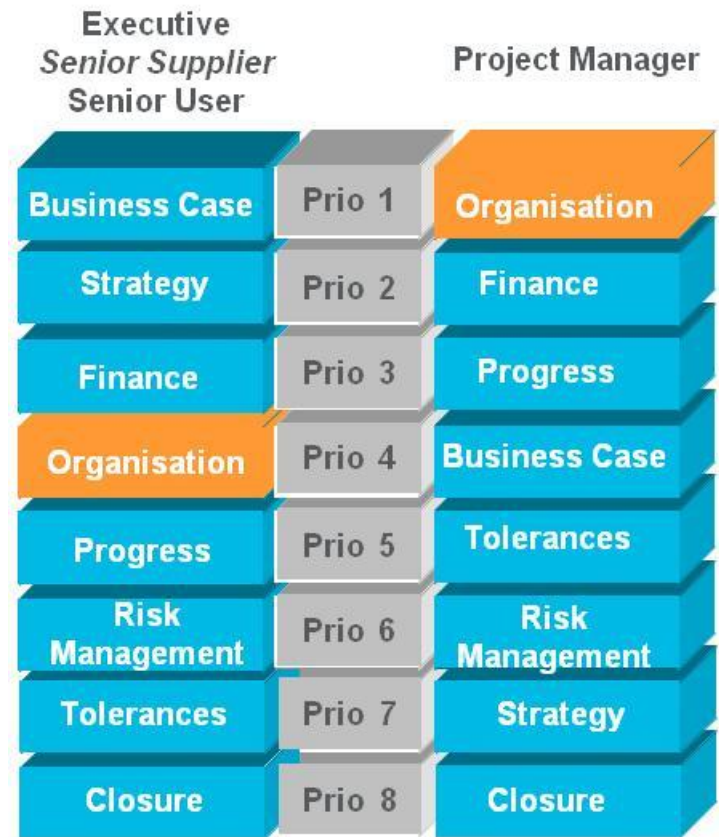 Executive
Senior Supplier
Senior User
Project Manager
Business Case
Prio 1
Organisation
Strategy
Prio 2
Finance
Finance
Prio 3
Progress
Organisation
Prio 4
Business Case
Progress
Prio 5
Tolerances
Risk
Management
Prio 6
Risk
Management
Tolerances
Prio 7
Strategy
Closure
Prio 8
Closure